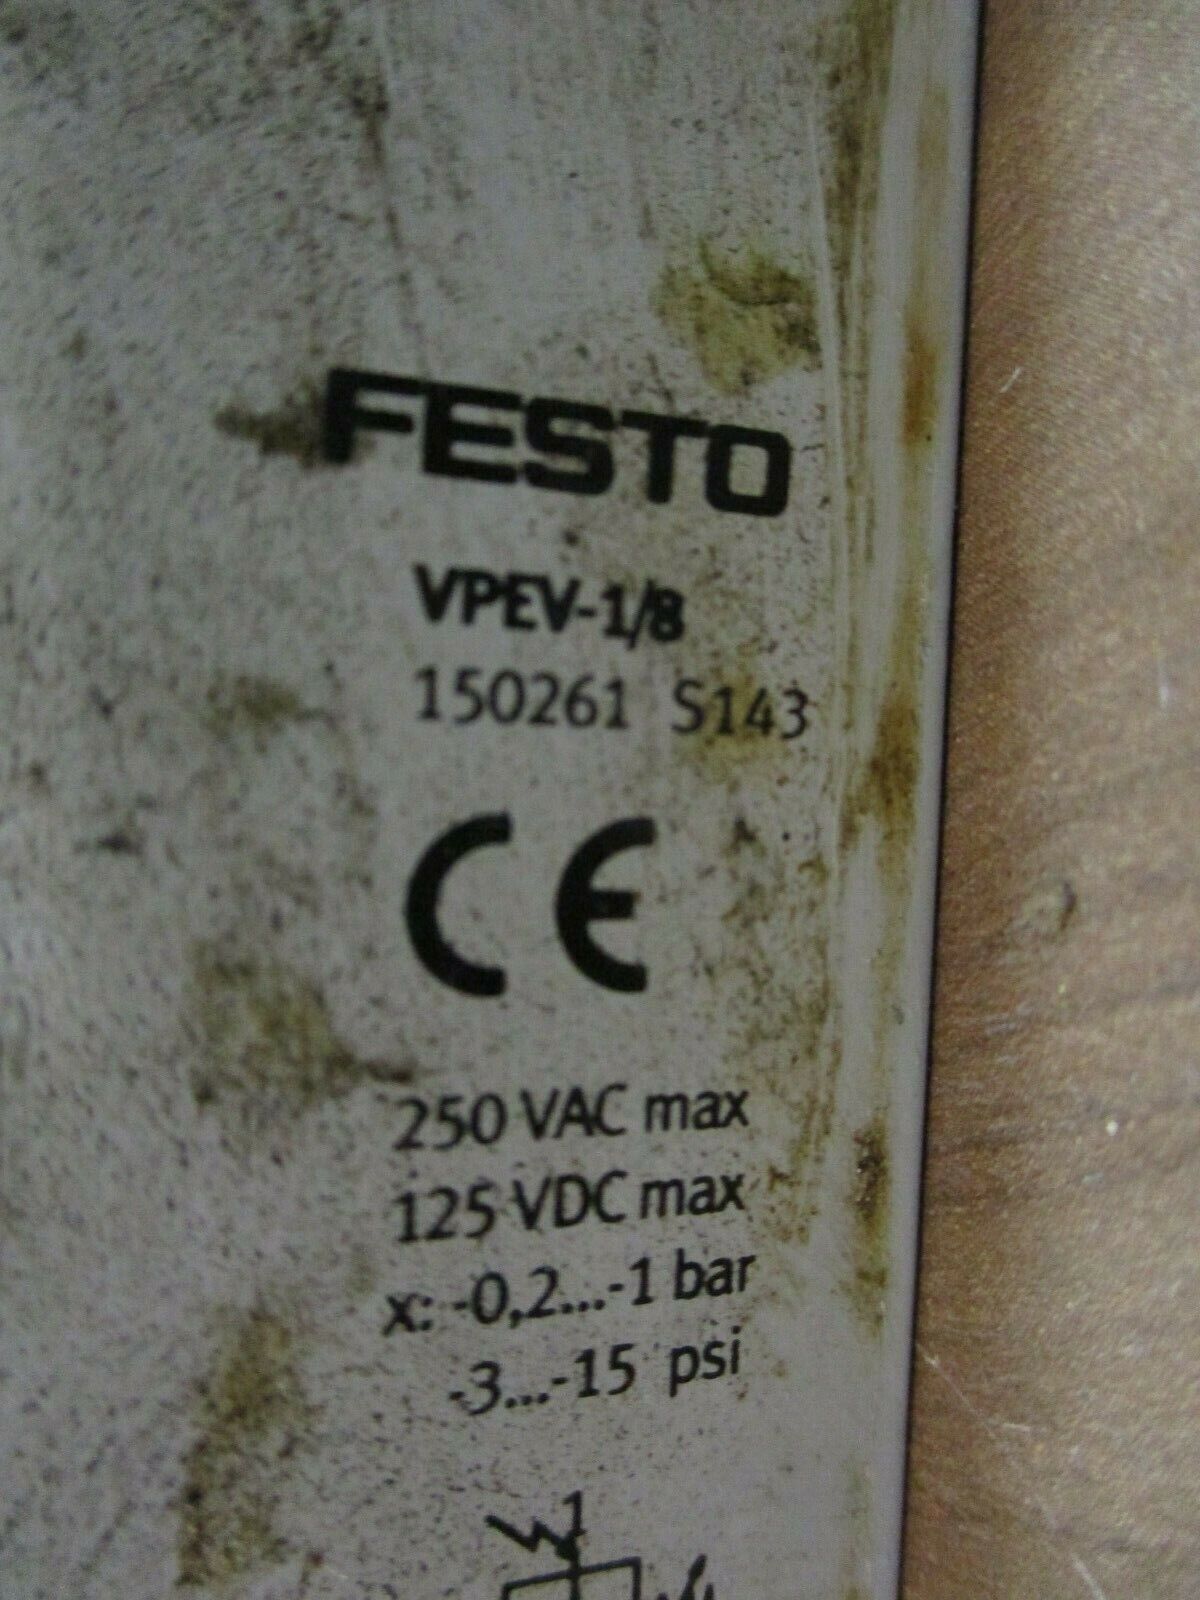 FESTO
VPEV-1/8
150261 S143
CE
250 VAC max
125 VDC max
x: -0,2...-1 bar
-3...-15 psi
1